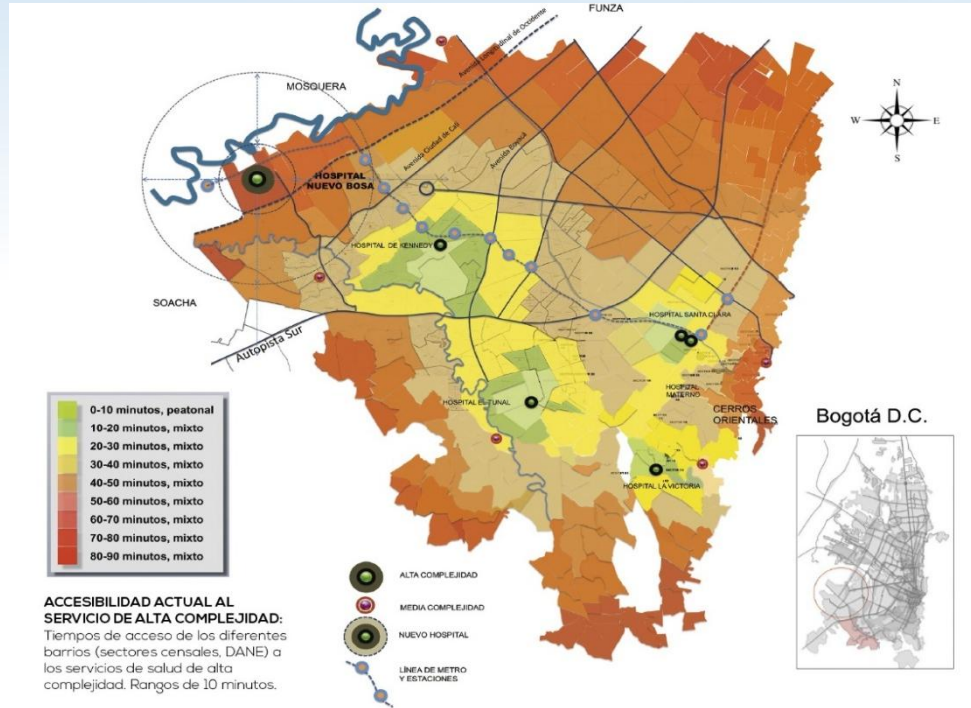 FUNZA
Avenida Longitudinal de Occidente
MOSQUERA
Avenida Ciudad de Cali
Avenida Boyacá
N
W
E
S
HOSPITAL
NUEVO BOSA
HOSPITAL DE KENNEDY
SOACHA
Autopista Sur
HOSPITAL SANTA CLARA
HOSPITAL
MATERNO
HOSPITAL EL TUNAL
CERROS
ORIENTALES
HOSPITAL LA VICTORIA
Bogotá D.C.
0-10 minutos, peatonal
10-20 minutos, mixto
20-30 minutos, mixto
30-40 minutos, mixto
40-50 minutos, mixto
50-60 minutos, mixto
60-70 minutos, mixto
70-80 minutos, mixto
80-90 minutos, mixto
ACCESIBILIDAD ACTUAL AL
SERVICIO DE ALTA COMPLEJIDAD:
Tiempos de acceso de los diferentes
barrios (sectores censales, DANE) a
los servicios de salud de alta
complejidad. Rangos de 10 minutos.
ALTA COMPLEJIDAD
MEDIA COMPLEJIDAD
NUEVO HOSPITAL
LÍNEA DE METRO
Y ESTACIONES